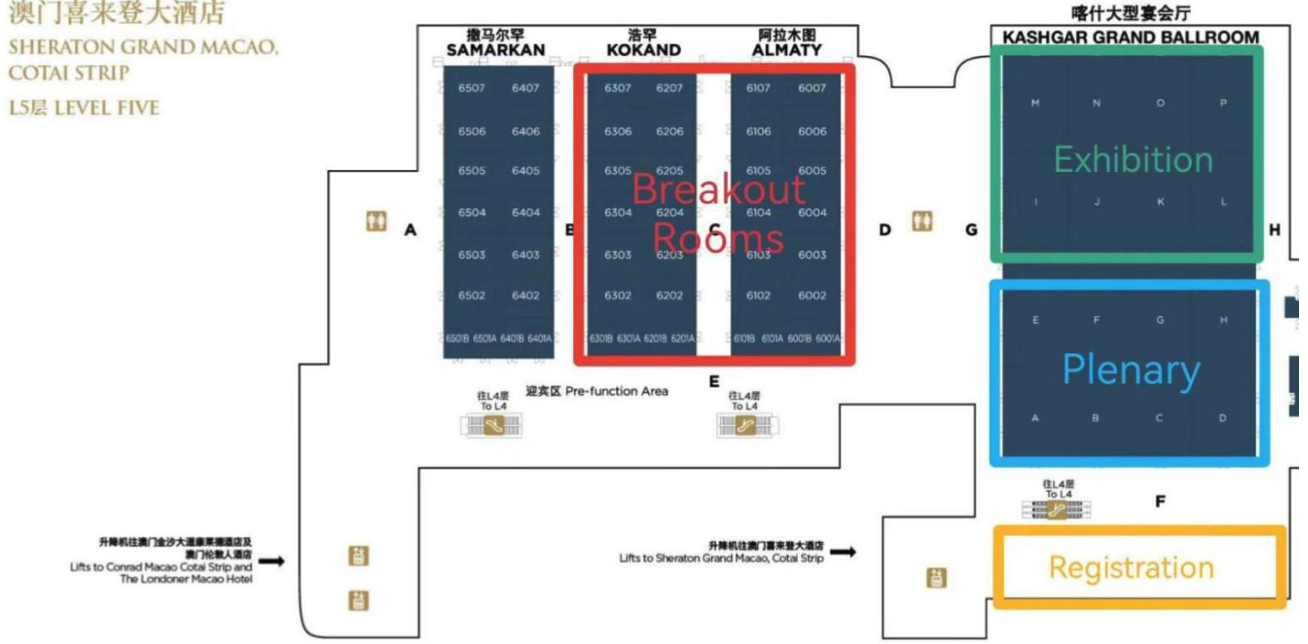 澳门喜来登大酒店
SHERATON GRAND MACAO,
COTAI STRIP
L5层 LEVEL FIVE
撒马尔罕
SAMARKAN
浩罕
KOKAND
阿拉木图
ALMATY
喀什大型宴会厅
KASHGAR GRAND BALLROOM
6507 6407 6307 6207 6107 6007
6506 6406 6306 6206 6106 6006
6505 6405 6305 6205 6105 6005
6504 6404 6304 6204 6104 6004
6503 6403 6303 6203 6103 6003
6502 6402 6302 6202 6102 6002
6501B 6501A 6401B 6401A 6301B 6301A 6201B 6201A 6101B 6101A 6001B 6001A
Breakout
Rooms
A B C D G H
M N O P
Exhibition
I J K L
E F G H
Plenary
A B C D
E
迎宾区 Pre-function Area
往L4层
To L4
往L4层
To L4
往L4层
To L4
F
Registration
升降机往澳门金沙大道康莱德酒店及
澳门伦敦人酒店
Lifts to Conrad Macao Cotai Strip and
The Londoner Macao Hotel
升降机往澳门喜来登大酒店
Lifts to Sheraton Grand Macao, Cotai Strip